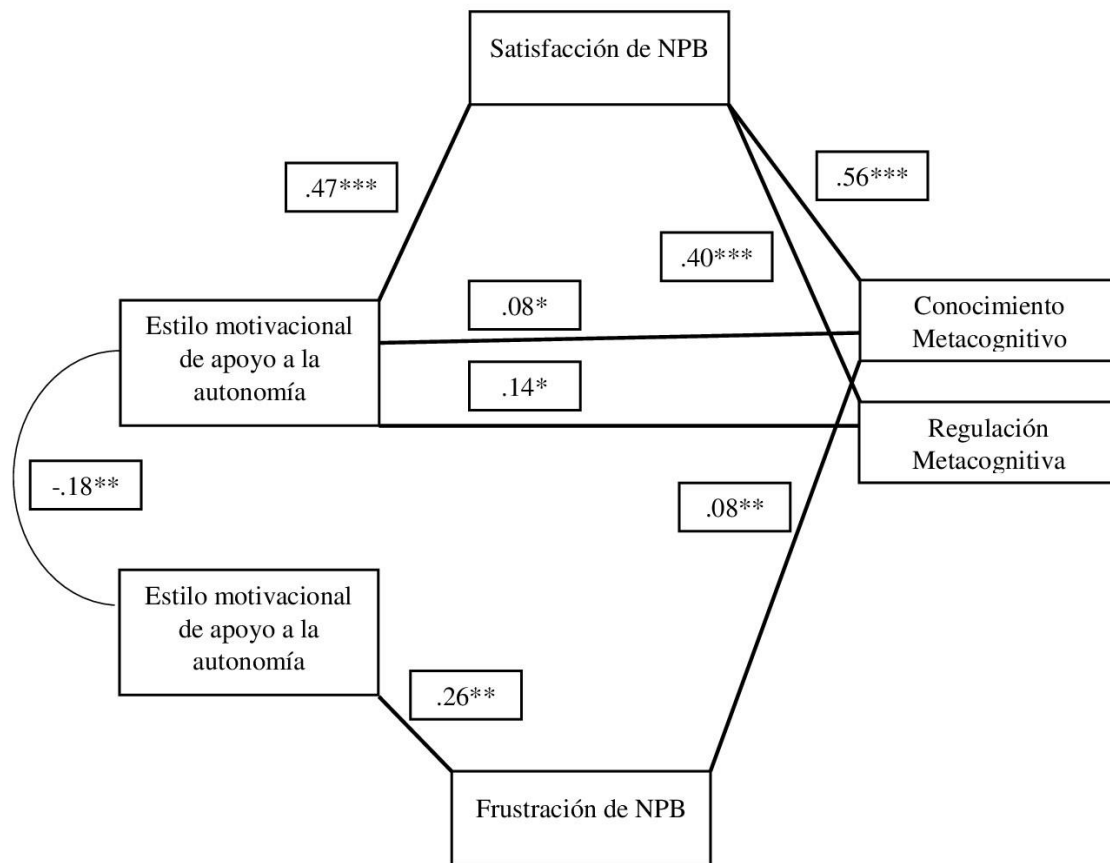 Satisfacción de NPB
.47***
.56***
.40***
Estilo motivacional
de apoyo a la
autonomía
.08*
.14*
Conocimiento
Metacognitivo
Regulación
Metacognitiva
-.18**
.08**
Estilo motivacional
de apoyo a la
autonomía
.26**
Frustración de NPB